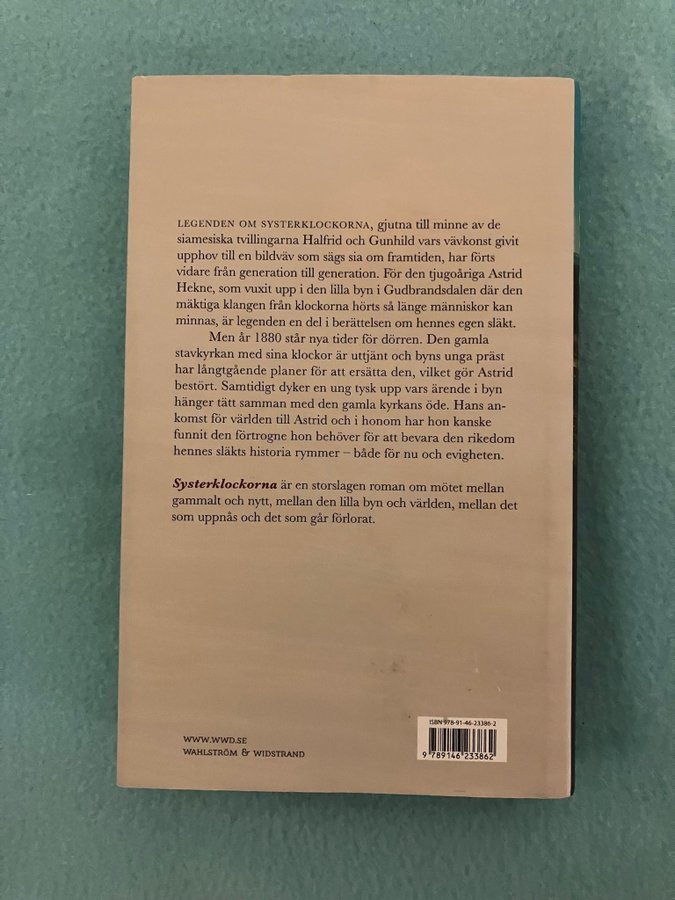 LEGENDEN OM SYSTERKLOCKORNA, gjutna till minne av de
siamesiska tvillingarna Halfrid och Gunhild vars vävkonst givit
upphov till en bildväv som sägs sia om framtiden, har förts
vidare från generation till generation. För den tjugoåriga Astrid
Hekne, som vuxit upp i den lilla byn i Gudbrandsdalen där den
mäktiga klangen från klockorna hörts så länge människor kan
minnas, är legenden en del i berättelsen om hennes egen släkt.
Men år 1880 står nya tider för dörren. Den gamla
stavkyrkan med sina klockor är uttjänt och byns unga präst
har långtgående planer för att ersätta den, vilket gör Astrid
bestört. Samtidigt dyker en ung tysk upp vars ärende i byn
hänger tätt samman med den gamla kyrkans öde. Hans an-
komst för världen till Astrid och i honom har hon kanske
funnit den förtrogne hon behöver för att bevara den rikedom
hennes släkts historia rymmer – både för nu och evigheten.
Systerklockorna är en storslagen roman om mötet mellan
gammalt och nytt, mellan den lilla byn och världen, mellan det
som uppnås och det som går förlorat.
WWW.WWD.SE
WAHLSTRÖM & WIDSTRAND
ISBN 978-91-46-23386-2
9 789146 233862